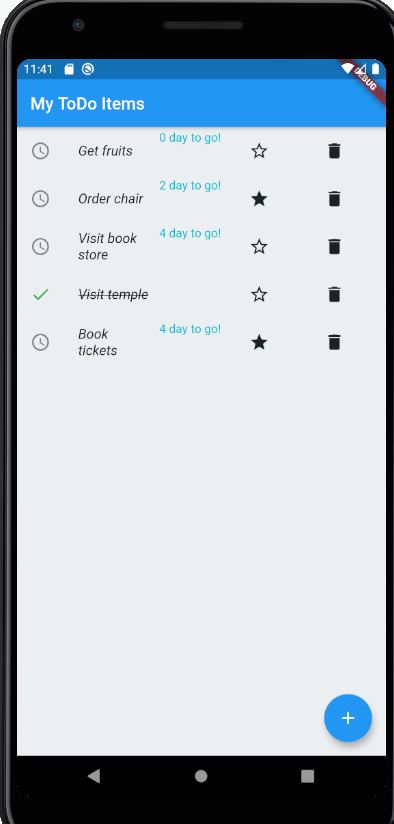 11:41
DEBUG
My ToDo Items
Get fruits
0 day to go!
Order chair
2 day to go!
Visit book
store
4 day to go!
Visit temple
Book
tickets
4 day to go!